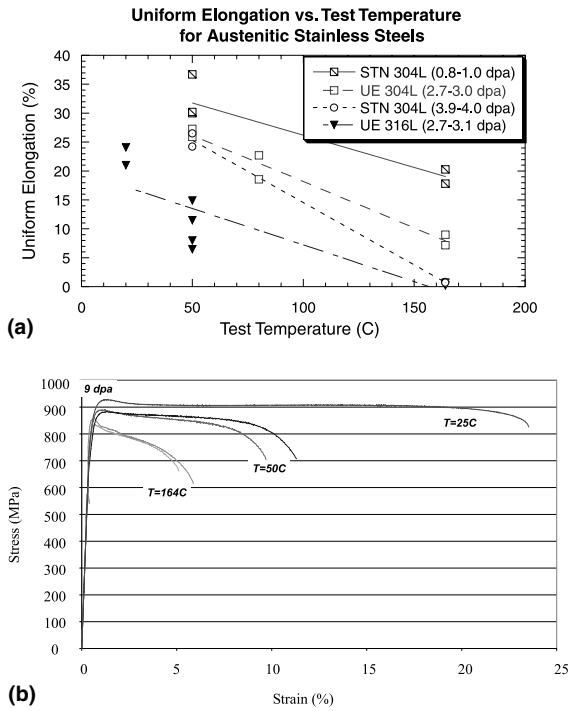 Uniform Elongation vs. Test Temperature
for Austenitic Stainless Steels
40
35
30
25
20
15
10
5
0
Uniform Elongation (%)
STN 304L (0.8-1.0 dpa)
UE 304L (2.7-3.0 dpa)
STN 304L (3.9-4.0 dpa)
UE 316L (2.7-3.1 dpa)
0 50 100 150 200
(a)
Test Temperature (C)
1000
900
800
700
600
500
400
300
200
100
0
Stress (MPa)
9 dpa
T=25C
T=50C
T=164C
0 5 10 15 20 25
(b)
Strain (%)